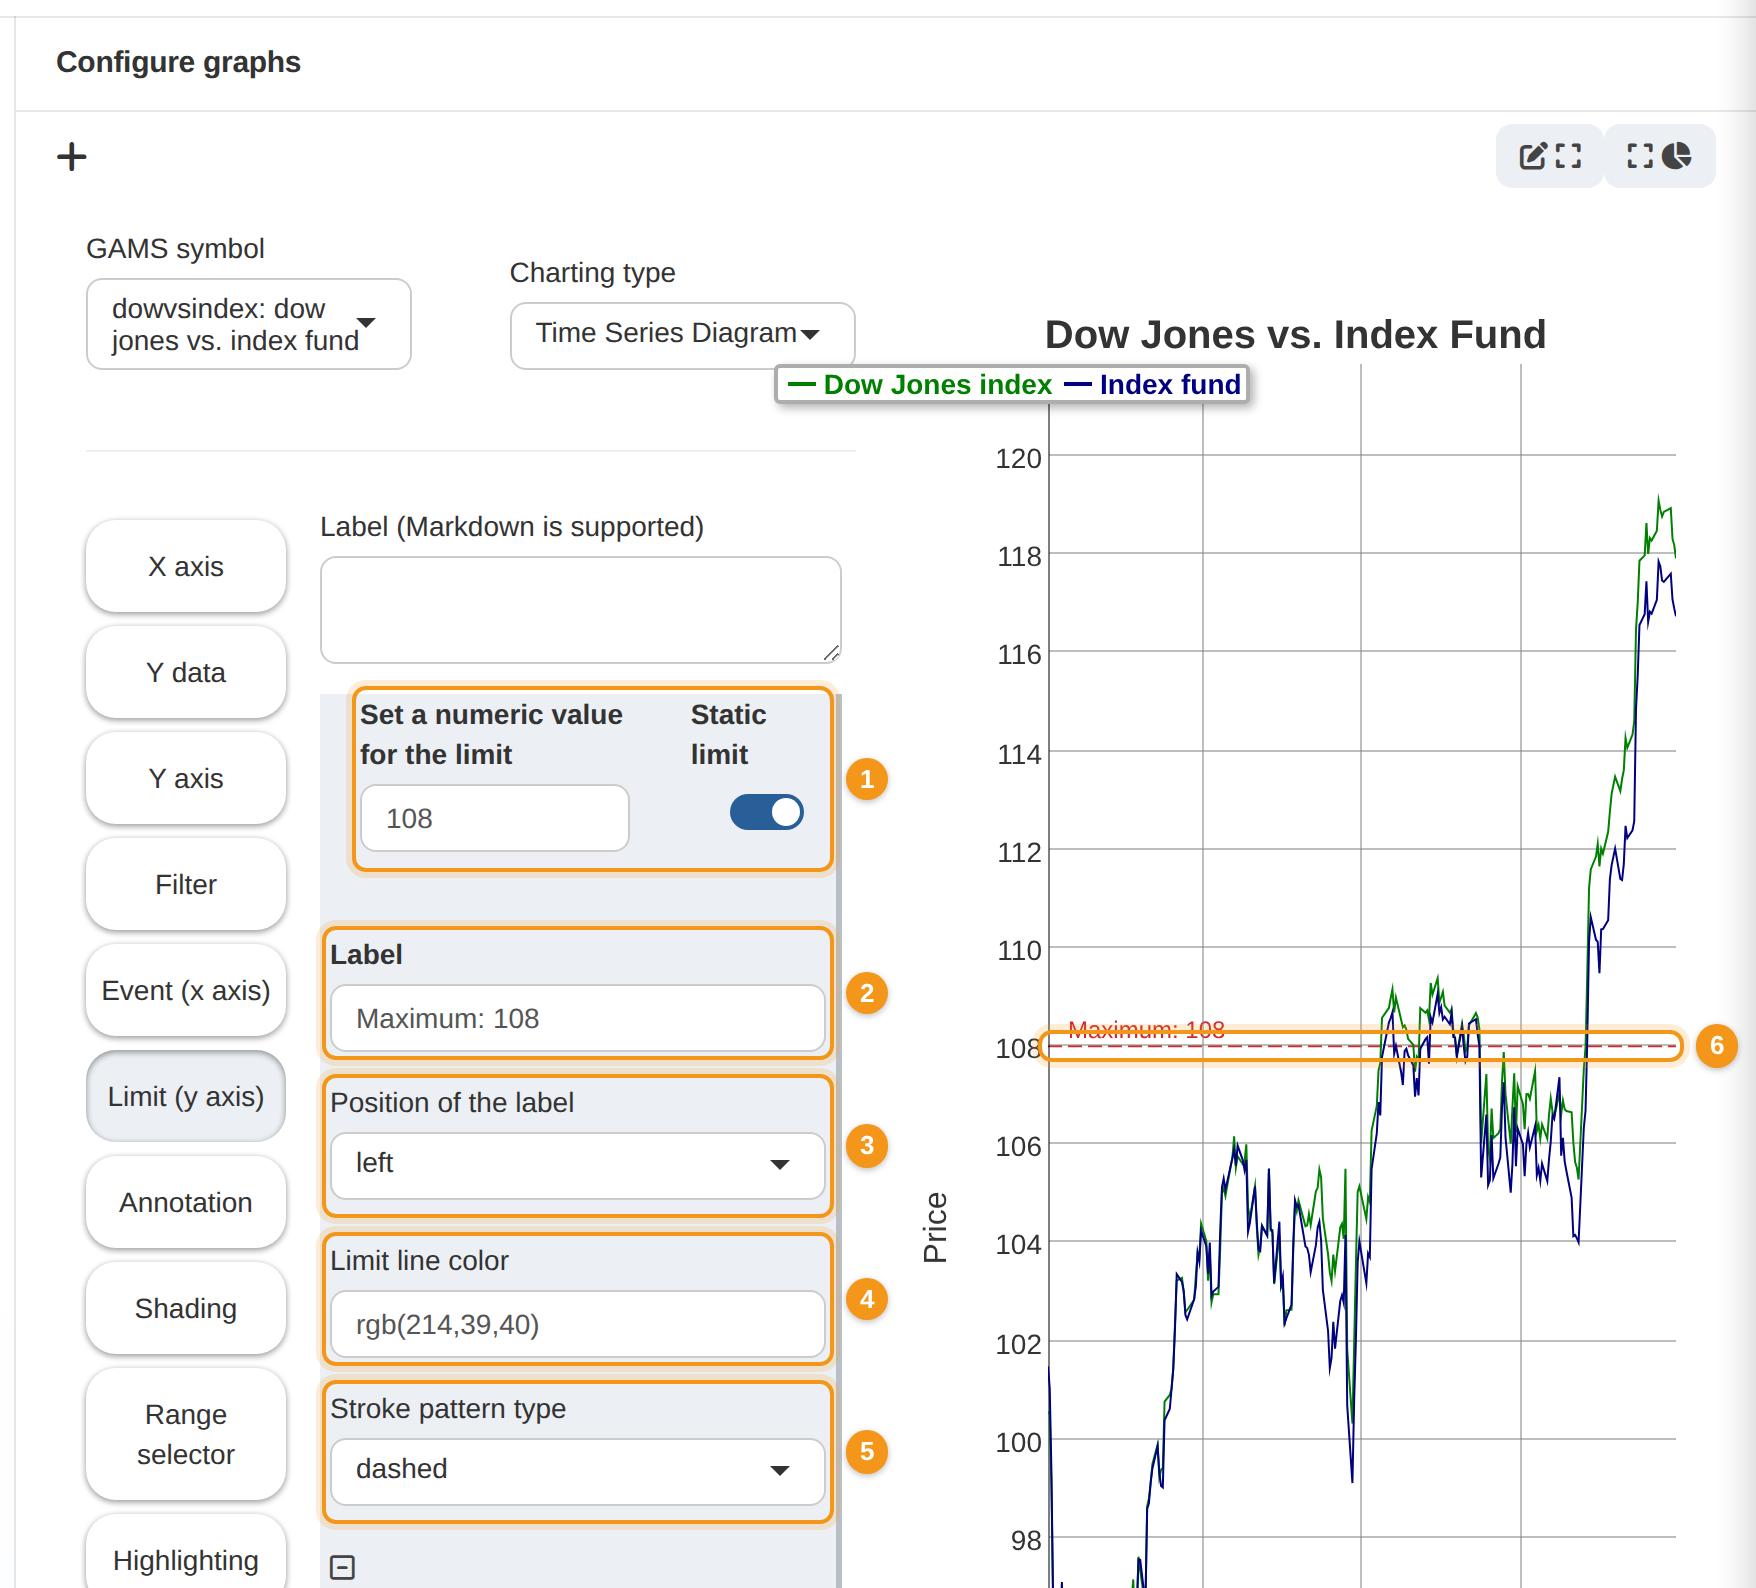 Configure graphs
GAMS symbol
dowvsindex: dow
jones vs. index fund
Charting type
Time Series Diagram
Dow Jones vs. Index Fund
Dow Jones index
Index fund
X axis
Y data
Y axis
Filter
Event (x axis)
Limit (y axis)
Annotation
Shading
Range
selector
Highlighting
Label (Markdown is supported)
Set a numeric value
for the limit
Static
limit
108
1
Label
Maximum: 108
2
Position of the label
left
3
Limit line color
rgb(214,39,40)
4
Stroke pattern type
dashed
5
120
118
116
114
112
110
108
106
104
102
100
98
Price
Maximum: 108
6